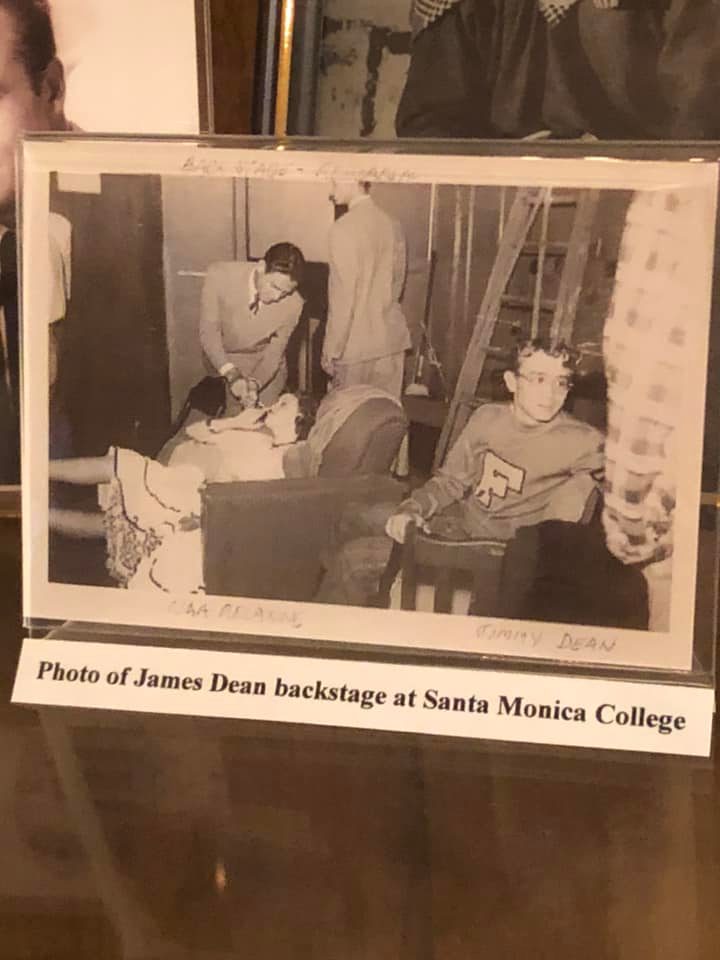 BACK STAGE -
JIMMY DEAN
Photo of James Dean backstage at Santa Monica College